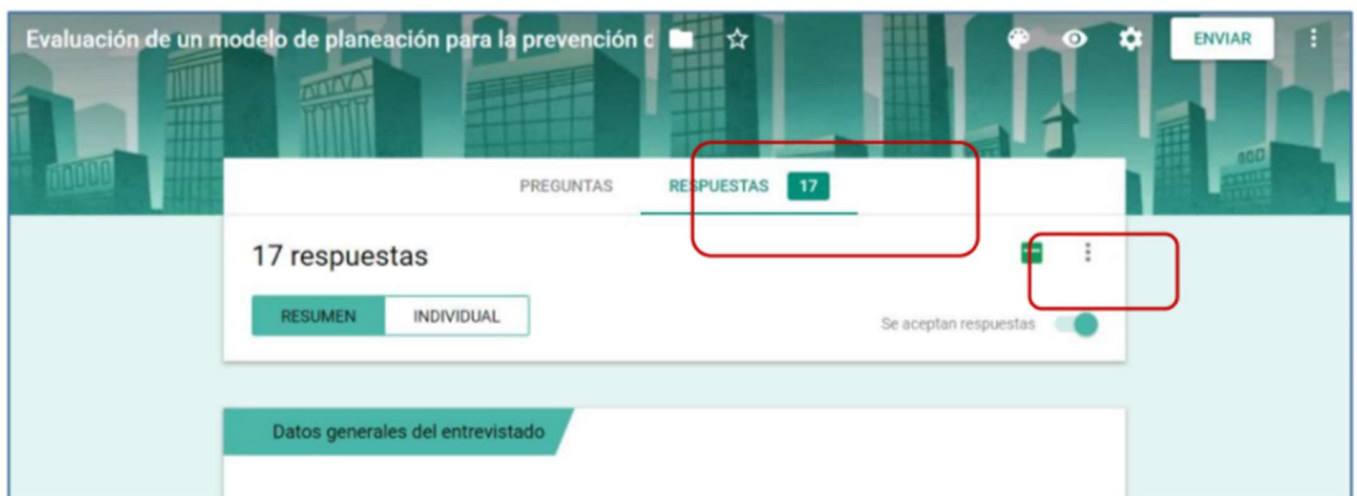 Evaluación de un modelo de planeación para la prevención d
ENVIAR
PREGUNTAS RESPUESTAS 17
17 respuestas
RESUMEN INDIVIDUAL
Se aceptan respuestas
Datos generales del entrevistado